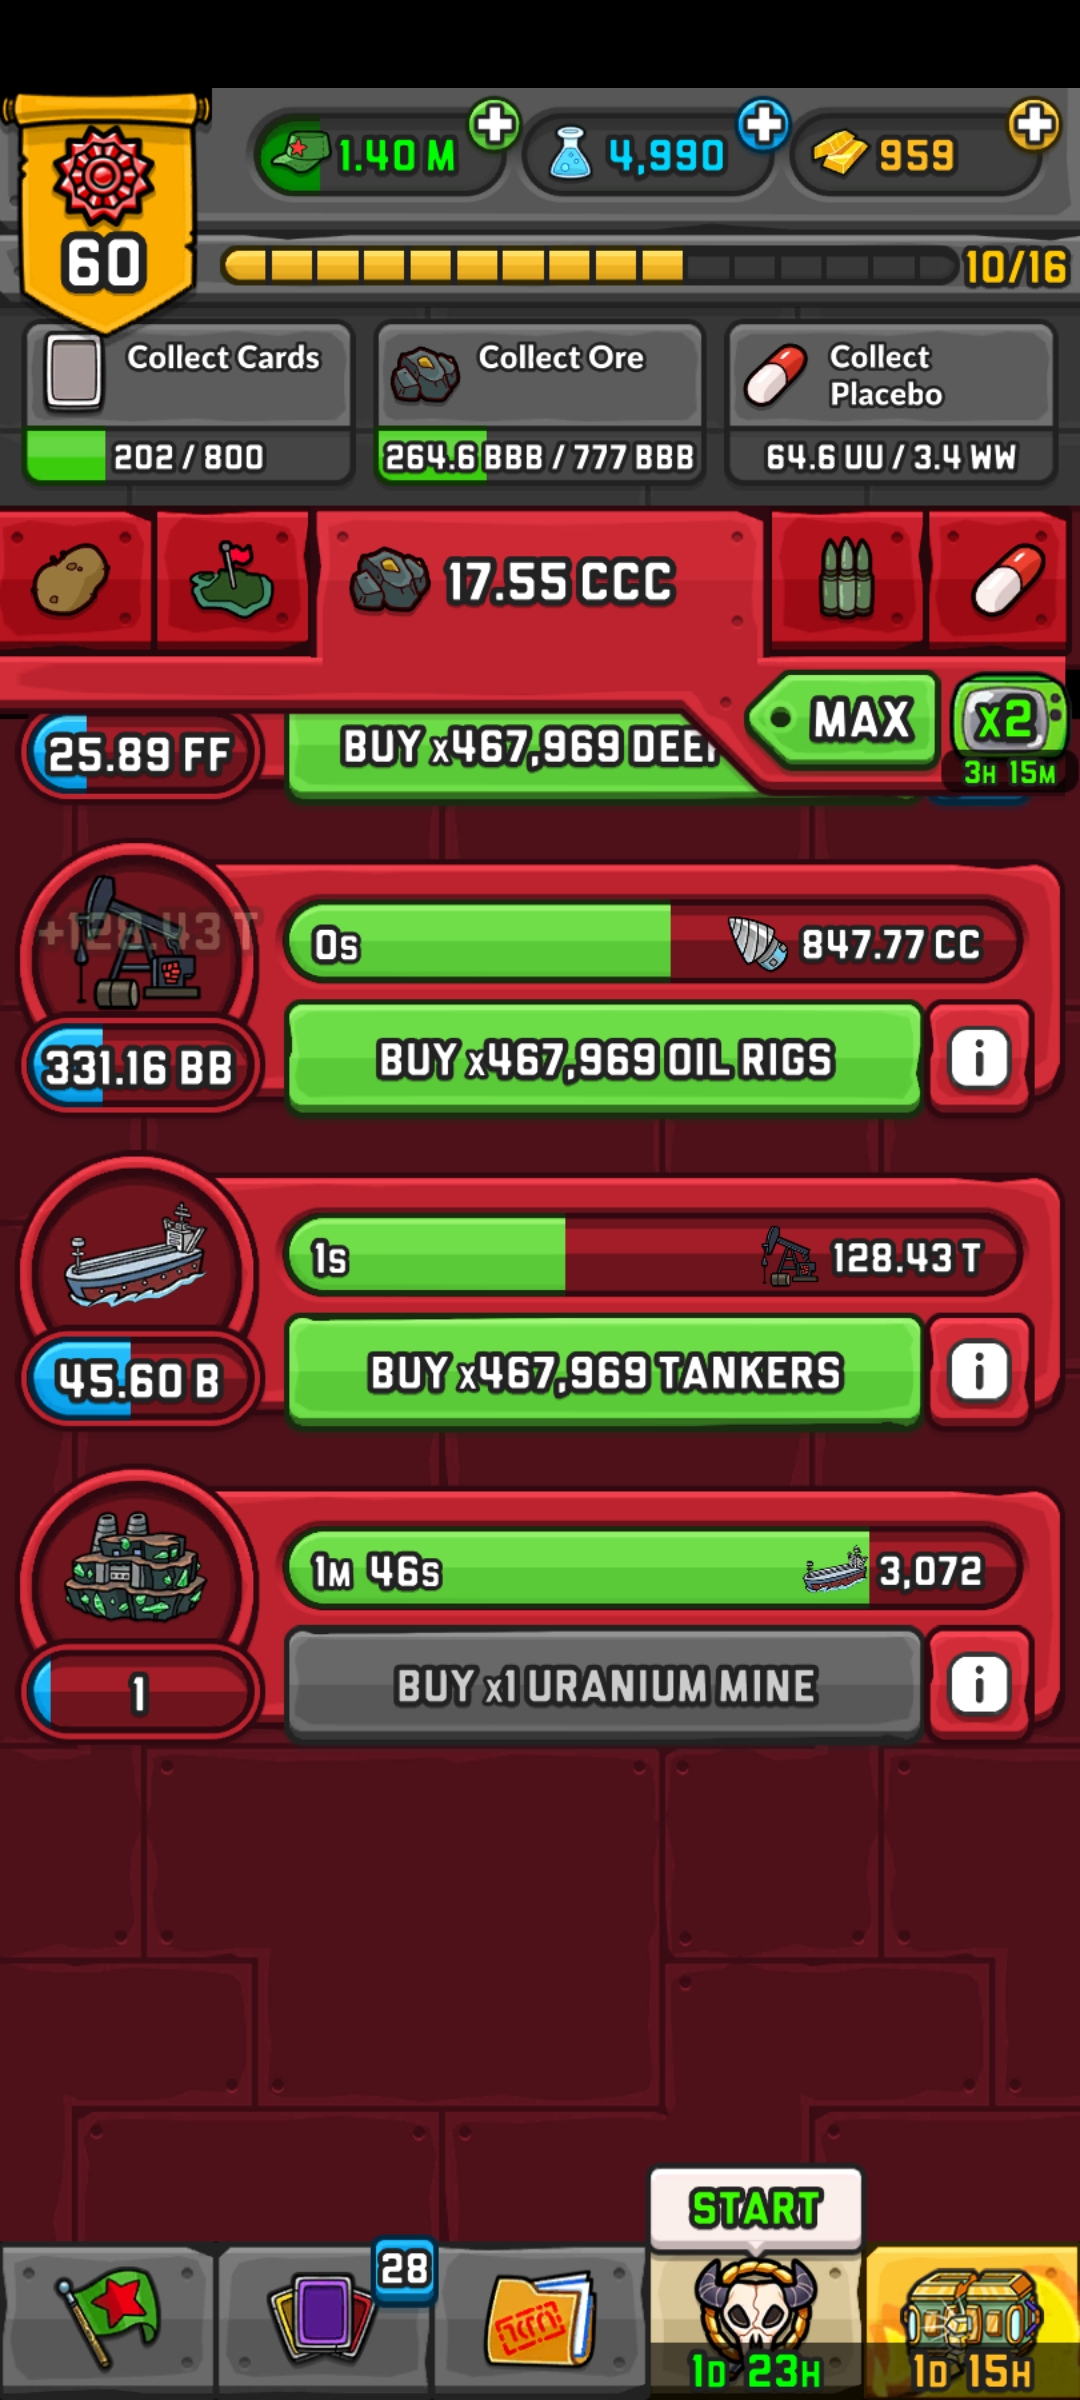 60
1.40 M
4,990
959
10/16
Collect Cards
202 / 800
Collect Ore
264.6 BBB / 777 BBB
Collect
Placebo
64.6 UU / 3.4 WW
17.55 CCC
MAX
x2
3H 15M
25.89 FF
BUY x467,969
+128.43 T
0s
847.77 CC
331.16 BB
BUY x467,969 OIL RIGS
i
1s
128.43 T
45.60 B
BUY x467,969 TANKERS
i
1M 46s
3,072
1
BUY x1 URANIUM MINE
i
START
28
1D 23H
1D 15H